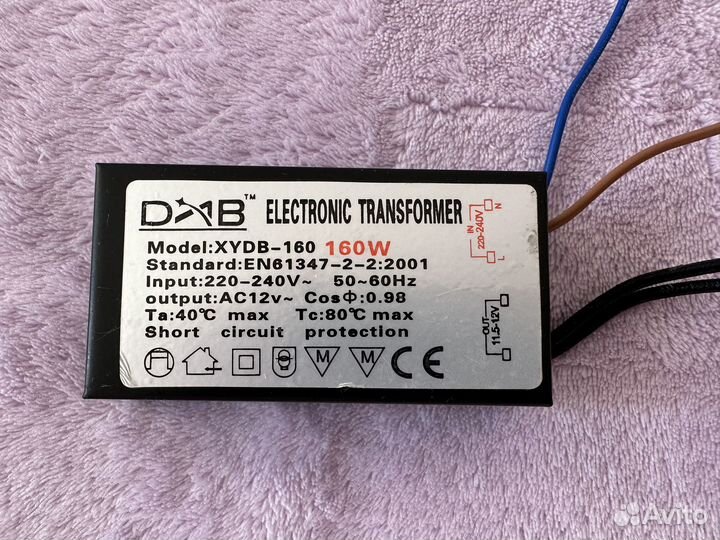 DAB™ ELECTRONIC TRANSFORMER
Model:XYDB-160 160W
Standard:EN61347-2-2:2001
Input:220-240V~ 50~60Hz
output:AC12v~ CosΦ:0.98
Ta:40℃ max Tc:80℃ max
Short circuit protection
M M CE
N
IN
220-240V
L
OUT
11.5-12V
Avito